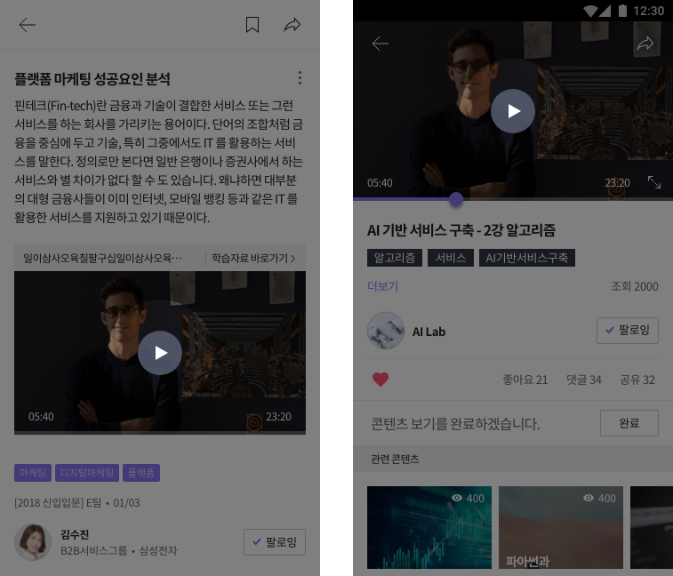 플랫폼 마케팅 성공요인 분석
핀테크(Fin-tech)란 금융과 기술이 결합한 서비스 또는 그런
서비스를 하는 회사를 가리키는 용어이다. 단어의 조합처럼 금
융을 중심에 두고 기술, 특히 그중에서도 IT 를 활용하는 서비
스를 말한다. 정의로만 본다면 일반 은행이나 증권사에서 하는
서비스와 별 차이가 없다 할 수 도 있습니다. 왜냐하면 대부분
의 대형 금융사들이 이미 인터넷, 모바일 뱅킹 등과 같은 IT 를
활용한 서비스를 지원하고 있기 때문이다.
일이삼사오육칠팔구십일이삼사오육… 학습자료 바로가기 >
05:40 23:20
마케팅 디지털마케팅 플랫폼
[2018 신입입문] E팀 • 01/03
김수진
B2B서비스그룹 • 삼성전자
팔로잉
12:30
05:40 23:20
AI 기반 서비스 구축 - 2강 알고리즘
알고리즘 서비스 AI기반서비스구축
더보기 조회 2000
AI Lab 팔로잉
좋아요 21 댓글 34 공유 32
콘텐츠 보기를 완료하겠습니다. 완료
관련 콘텐츠
400 400
파아썬과